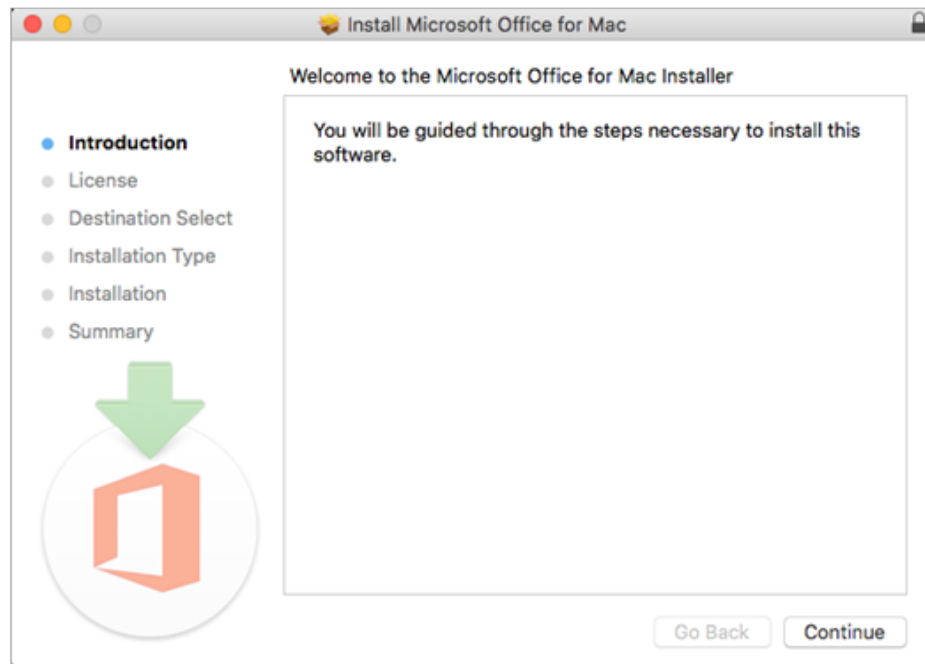 Install Microsoft Office for Mac
Welcome to the Microsoft Office for Mac Installer
Introduction
License
Destination Select
Installation Type
Installation
Summary
You will be guided through the steps necessary to install this
software.
Go Back
Continue